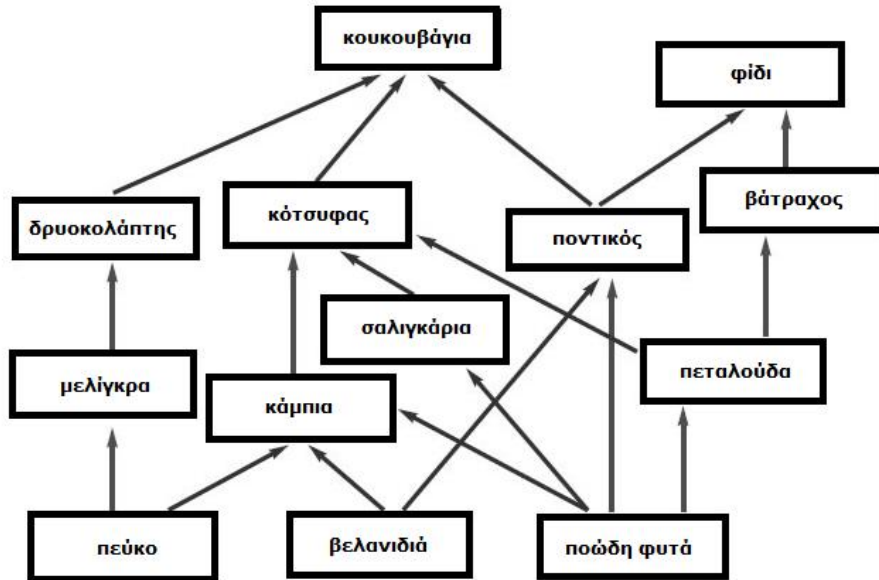 κουκουβάγια
φίδι
δρυοκολάπτης
κότσυφας
ποντικός
βάτραχος
σαλιγκάρια
μελίγκρα
κάμπια
πεταλούδα
πεύκο
βελανιδιά
ποώδη φυτά